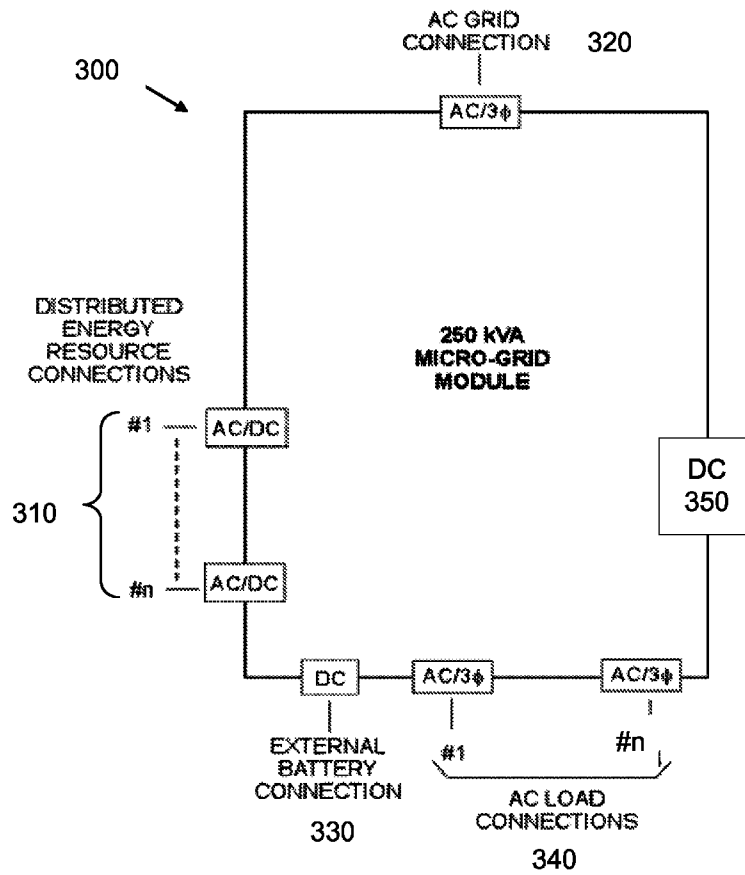 AC GRID
CONNECTION
320
300
AC/3ϕ
DISTRIBUTED
ENERGY
RESOURCE
CONNECTIONS
250 kVA
MICRO-GRID
MODULE
#1
AC/DC
DC
350
310
#n
AC/DC
DC
AC/3ϕ
AC/3ϕ
EXTERNAL
BATTERY
CONNECTION
330
#1
#n
AC LOAD
CONNECTIONS
340